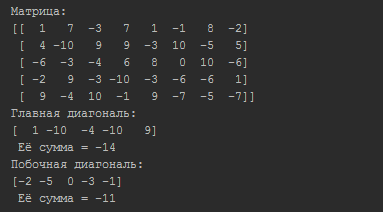 Матрица:
[[  1   7  -3   7   1  -1   8  -2]
 [  4 -10   9   9  -3  10  -5   5]
 [ -6  -3  -4   6   8   0  10  -6]
 [ -2   9  -3 -10  -3  -6  -6   1]
 [  9  -4  10  -1   9  -7  -5  -7]]
Главная диагональ:
[  1 -10  -4 -10   9]
 Её сумма = -14
Побочная диагональ:
[-2 -5  0 -3 -1]
 Её сумма = -11